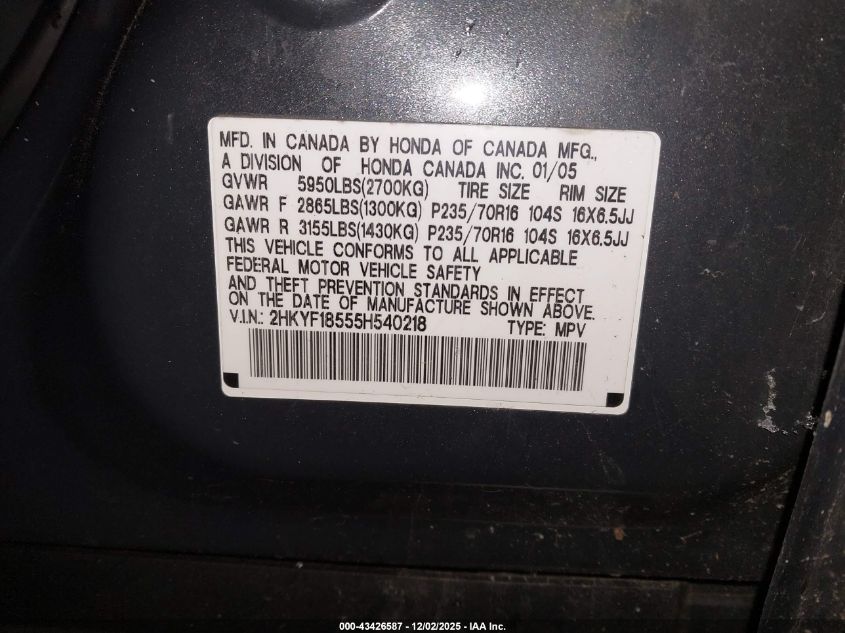 MFD. IN CANADA BY HONDA OF CANADA MFG.,
A DIVISION OF HONDA CANADA INC. 01/05
GVWR 5950LBS(2700KG) TIRE SIZE RIM SIZE
GAWR F 2865LBS(1300KG) P235/70R16 104S 16X6.5JJ
GAWR R 3155LBS(1430KG) P235/70R16 104S 16X6.5JJ
THIS VEHICLE CONFORMS TO ALL APPLICABLE
FEDERAL MOTOR VEHICLE SAFETY
AND THEFT PREVENTION STANDARDS IN EFFECT
ON THE DATE OF MANUFACTURE SHOWN ABOVE.
V.I.N.: 2HKYF18555H540218 TYPE: MPV
000-43426587 - 12/02/2025 - IAA Inc.